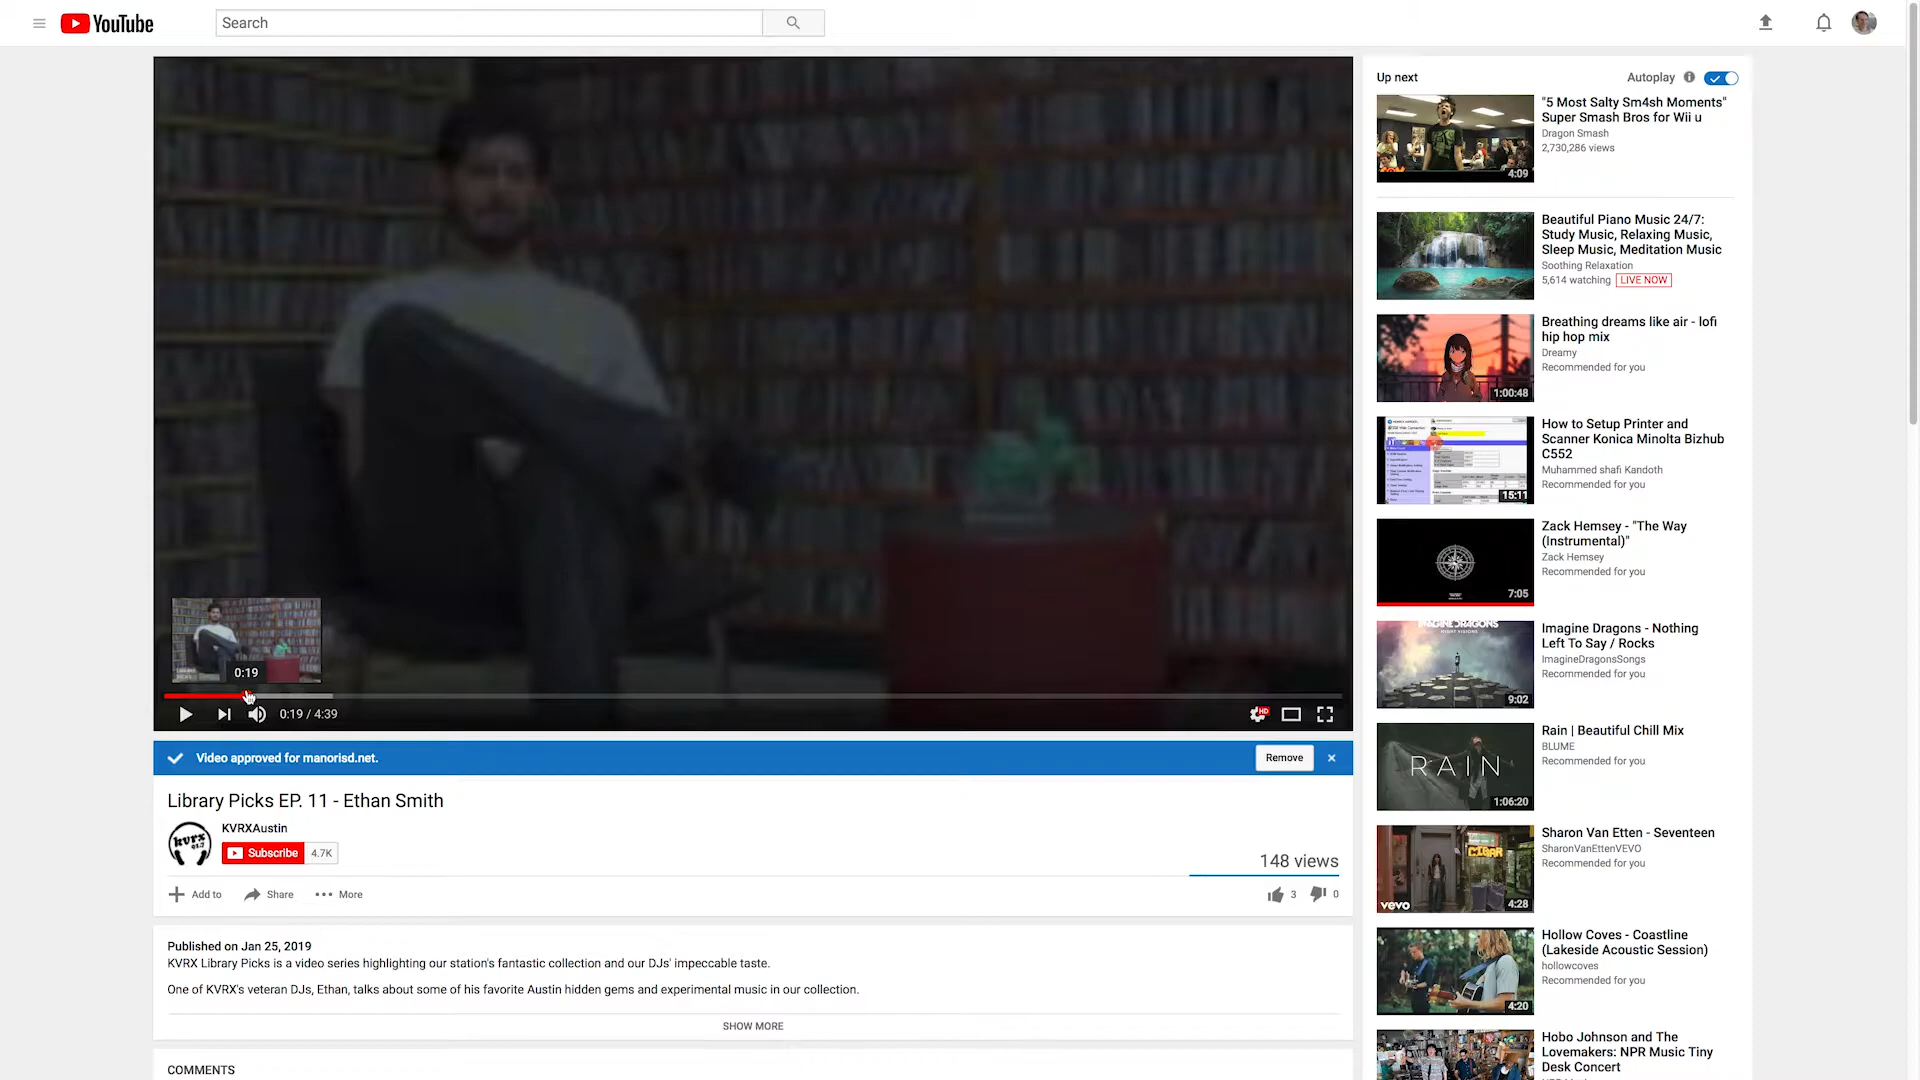 YouTube
Search
Up next
Autoplay
"5 Most Salty Sm4sh Moments"
Super Smash Bros for Wii u
Dragon Smash
2,730,286 views
4:09
Beautiful Piano Music 24/7:
Study Music, Relaxing Music,
Sleep Music, Meditation Music
Soothing Relaxation
5,614 watching LIVE NOW
Breathing dreams like air - lofi
hip hop mix
Dreamy
Recommended for you
1:00:48
How to Setup Printer and
Scanner Konica Minolta Bizhub
C552
Muhammed shafi Kandoth
Recommended for you
15:11
Zack Hemsey - "The Way
(Instrumental)"
Zack Hemsey
Recommended for you
7:05
IMAGINE DRAGONS
NIGHT VISIONS
Imagine Dragons - Nothing
Left To Say / Rocks
ImagineDragonsSongs
Recommended for you
9:02
RAIN
Rain | Beautiful Chill Mix
BLUME
Recommended for you
1:06:20
Sharon Van Etten - Seventeen
SharonVanEttenVEVO
Recommended for you
vevo
4:28
Hollow Coves - Coastline
(Lakeside Acoustic Session)
hollowcoves
Recommended for you
4:20
Hobo Johnson and The
Lovemakers: NPR Music Tiny
Desk Concert
0:19
0:19 / 4:39
HD
Video approved for manorisd.net.
Remove
Library Picks EP. 11 - Ethan Smith
kvrx
91.7
KVRXAustin
Subscribe 4.7K
148 views
Add to Share More
3 0
Published on Jan 25, 2019
KVRX Library Picks is a video series highlighting our station's fantastic collection and our DJs' impeccable taste.
One of KVRX's veteran DJs, Ethan, talks about some of his favorite Austin hidden gems and experimental music in our collection.
SHOW MORE
COMMENTS